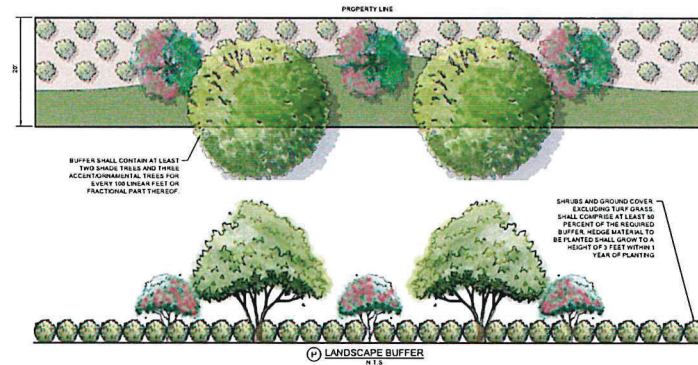 PROPERTY LINE
20'
BUFFER SHALL CONTAIN AT LEAST
TWO SHADE TREES AND THREE
ACCENT/ORNAMENTAL TREES FOR
EVERY 100 LINEAR FEET OR
FRACTIONAL PART THEREOF.
SHRUBS AND GROUND COVER
EXCLUDING TURF GRASS,
SHALL COMPRISE AT LEAST 50
PERCENT OF THE REQUIRED
BUFFER, HEDGE MATERIAL TO
BE PLANTED SHALL GROW TO A
HEIGHT OF 3 FEET WITHIN 1
YEAR OF PLANTING
P LANDSCAPE BUFFER
N.T.S